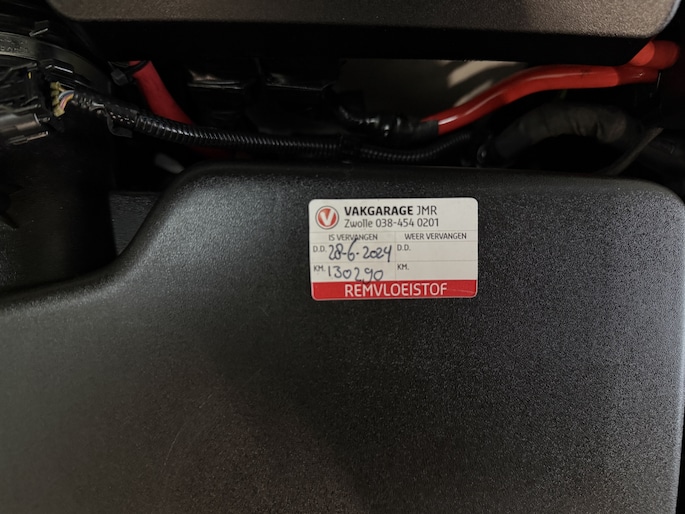 V VAKGARAGE JMR
Zwolle 038-454 0201
IS VERVANGEN WEER VERVANGEN
D.D. 28-6-2024 D.D.
KM. 130290 KM.
REMVLOEISTOF